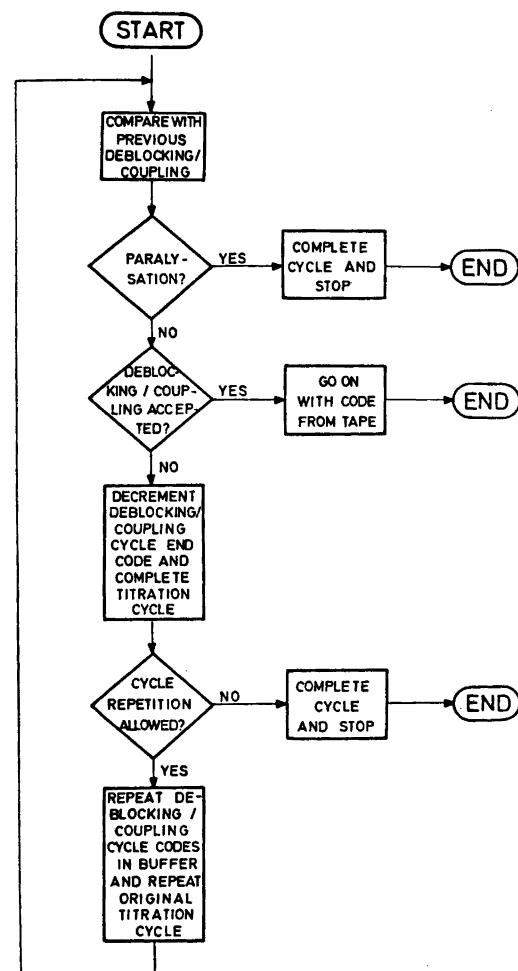 START
COMPARE WITH
PREVIOUS
DEBLOCKING/
COUPLING
PARALY-
SATION?
YES
COMPLETE
CYCLE AND
STOP
END
NO
DEBLOC-
KING / COUP-
LING ACCEP-
TED?
YES
GO ON
WITH CODE
FROM TAPE
END
NO
DECREMENT
DEBLOCKING/
COUPLING
CYCLE END
CODE AND
COMPLETE
TITRATION
CYCLE
CYCLE
REPETITION
ALLOWED?
NO
COMPLETE
CYCLE
AND STOP
END
YES
REPEAT DE-
BLOCKING /
COUPLING
CYCLE CODES
IN BUFFER
AND REPEAT
ORIGINAL
TITRATION
CYCLE